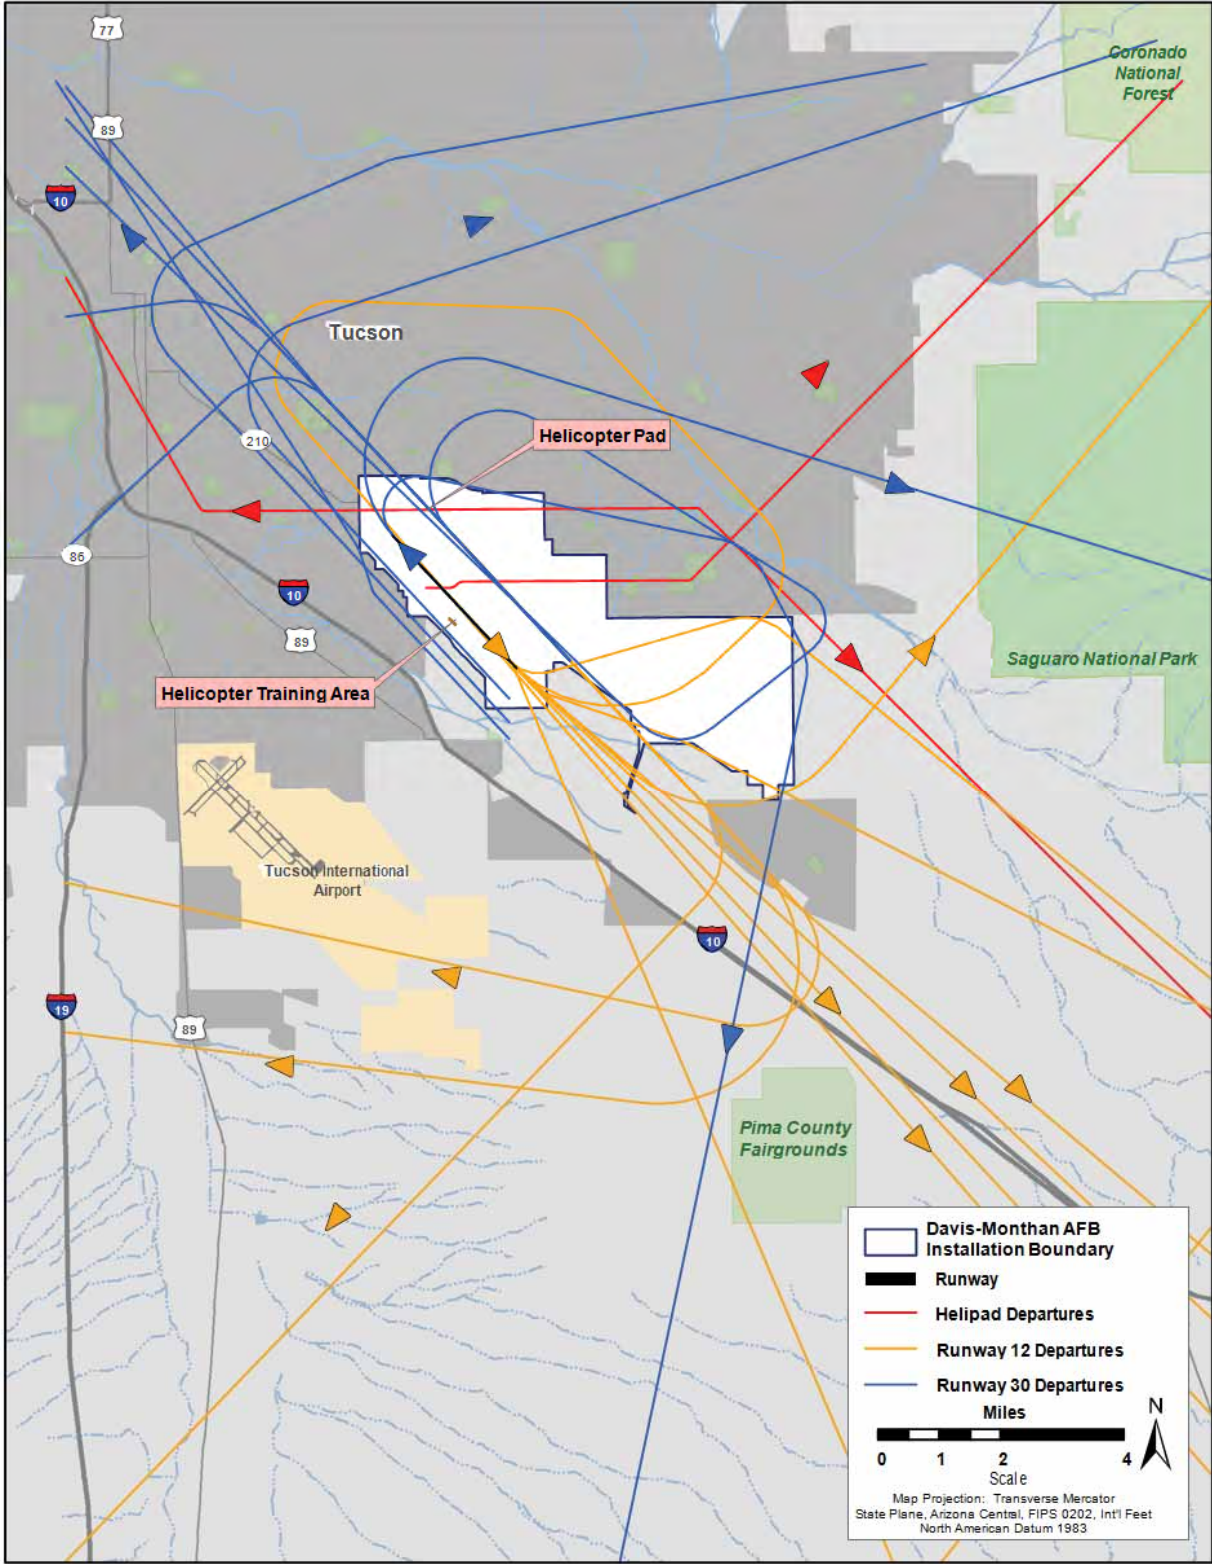 77
Coronado
National
Forest
89
10
Tucson
210
Helicopter Pad
86
10
89
Saguaro National Park
Helicopter Training Area
Tucson International
Airport
10
19
89
Pima County
Fairgrounds
Davis-Monthan AFB
Installation Boundary
Runway
Helipad Departures
Runway 12 Departures
Runway 30 Departures
Miles
N
0 1 2 4
Scale
Map Projection: Transverse Mercator
State Plane, Arizona Central, FIPS 0202, Int'l Feet
North American Datum 1983